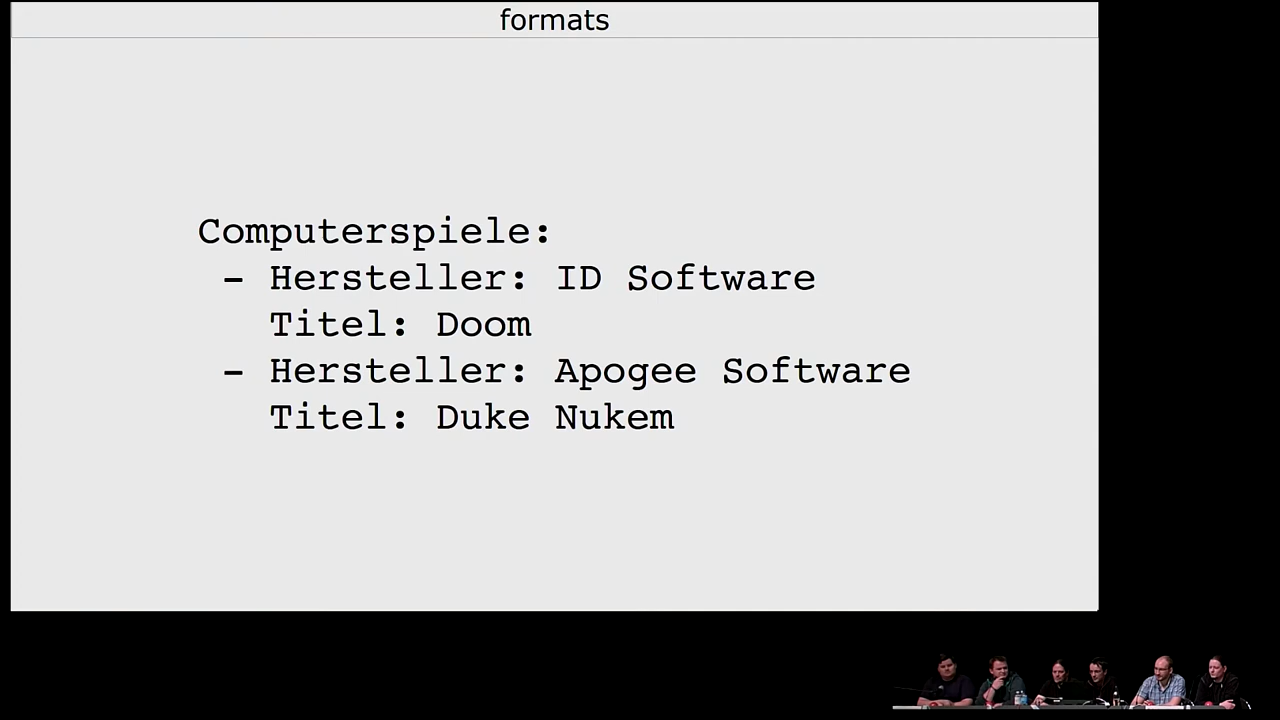 formats
Computerspiele:
- Hersteller: ID Software
Titel: Doom
- Hersteller: Apogee Software
Titel: Duke Nukem